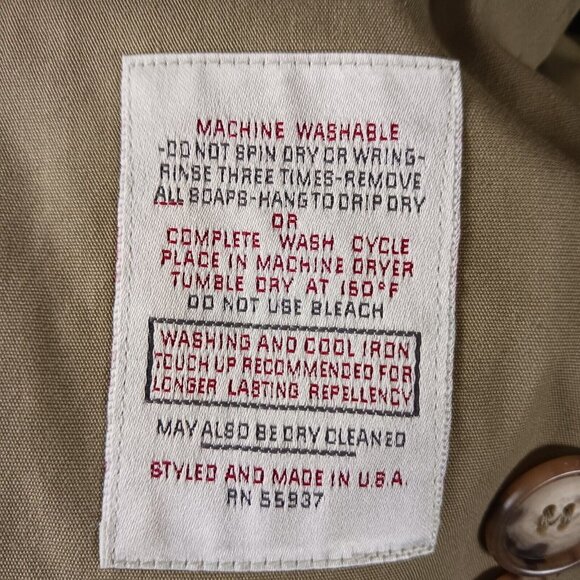 MACHINE WASHABLE
-DO NOT SPIN DRY OR WRING-
RINSE THREE TIMES-REMOVE
ALL SOAPS-HANG TO DRIP DRY
OR
COMPLETE WASH CYCLE
PLACE IN MACHINE DRYER
TUMBLE DRY AT 160°F
DO NOT USE BLEACH
WASHING AND COOL IRON
TOUCH UP RECOMMENDED FOR
LONGER LASTING REPELLENCY
MAY ALSO BE DRY CLEANED
STYLED AND MADE IN U.S.A.
RN 55937